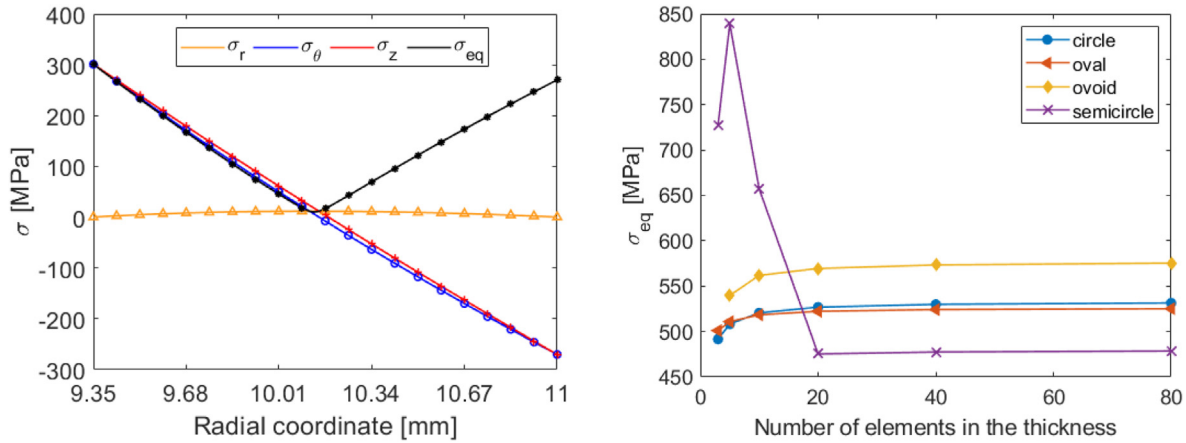 400
300
200
100
0
-100
-200
-300
σ [MPa]
σr σθ σz σeq
9.35 9.68 10.01 10.34 10.67 11
Radial coordinate [mm]
850
800
750
700
650
600
550
500
450
σeq [MPa]
circle
oval
ovoid
semicircle
0 20 40 60 80
Number of elements in the thickness